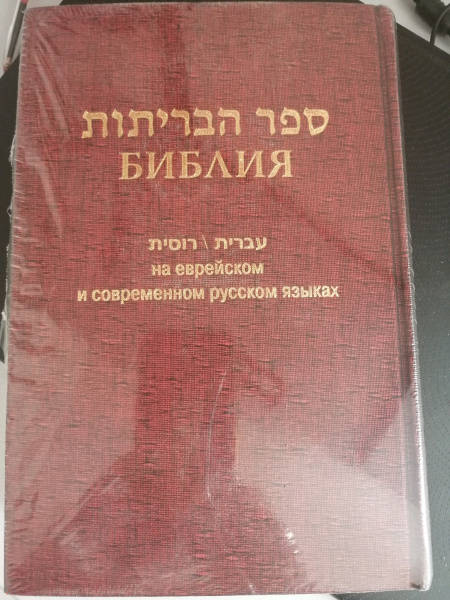 ספר הבריתות
БИБЛИЯ
עברית \ רוסית
на еврейском
и современном русском языках